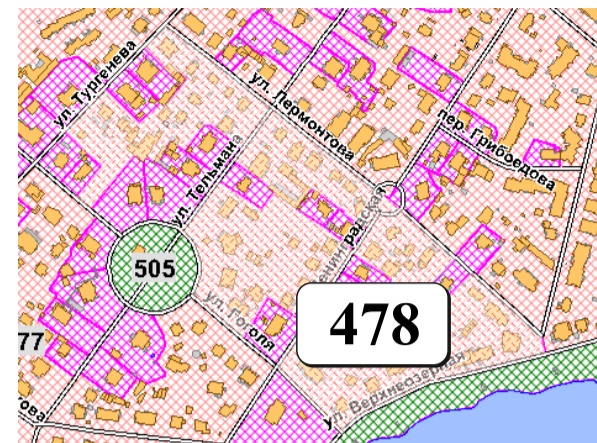 ул. Тургенева
ул. Лермонтова
пер. Грибоедова
ул. Тельмана
505
ул. Гоголя
478
77
ул. Верхнеозерная